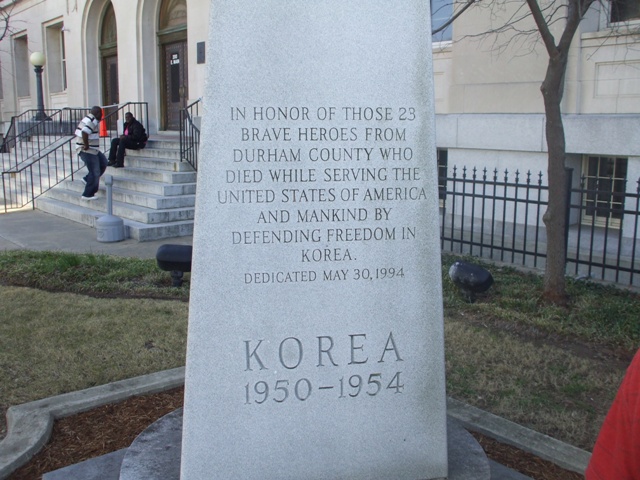 IN HONOR OF THOSE 23
BRAVE HEROES FROM
DURHAM COUNTY WHO
DIED WHILE SERVING THE
UNITED STATES OF AMERICA
AND MANKIND BY
DEFENDING FREEDOM IN
KOREA.
DEDICATED MAY 30, 1994
KOREA
1950-1954